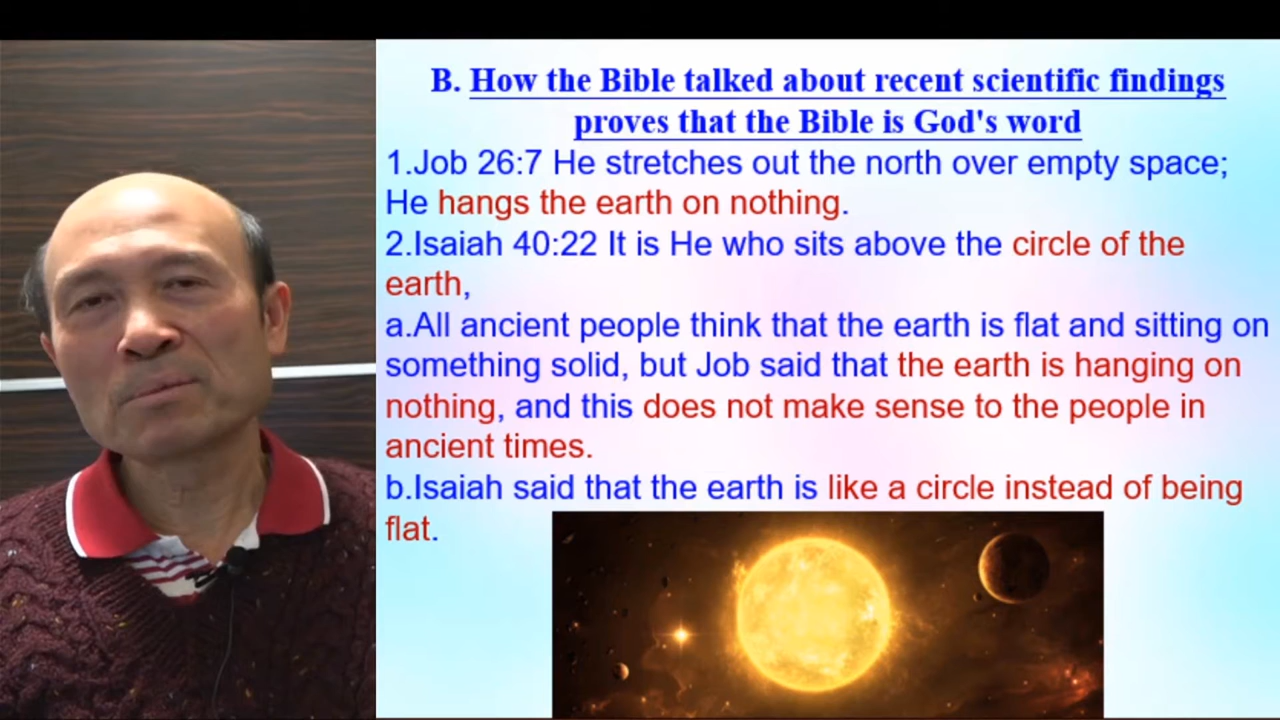 B. How the Bible talked about recent scientific findings
proves that the Bible is God's word
1.Job 26:7 He stretches out the north over empty space;
He hangs the earth on nothing.
2.Isaiah 40:22 It is He who sits above the circle of the
earth,
a.All ancient people think that the earth is flat and sitting on
something solid, but Job said that the earth is hanging on
nothing, and this does not make sense to the people in
ancient times.
b.Isaiah said that the earth is like a circle instead of being
flat.